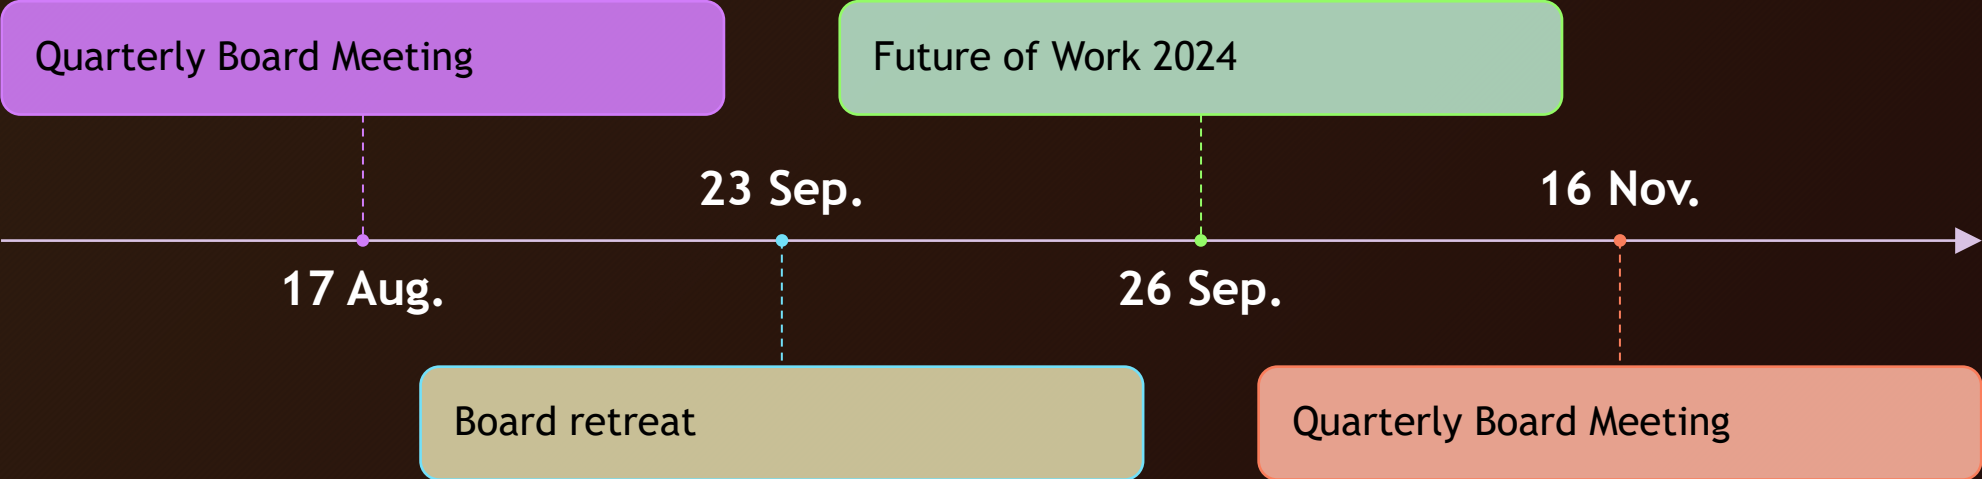 Quarterly Board Meeting
Future of Work 2024
23 Sep.
16 Nov.
17 Aug.
26 Sep.
Board retreat
Quarterly Board Meeting